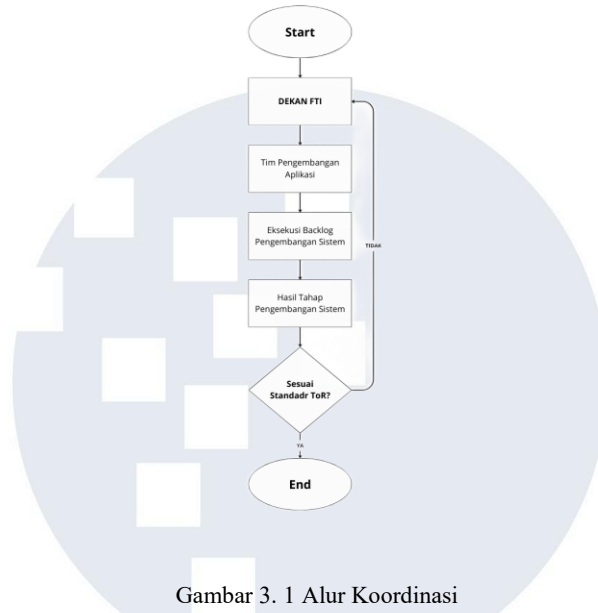 Start
DEKAN FTI
Tim Pengembangan
Aplikasi
Eksekusi Backlog
Pengembangan Sistem
TIDAK
Hasil Tahap
Pengembangan Sistem
Sesuai
Standadr ToR?
YA
End
Gambar 3. 1 Alur Koordinasi